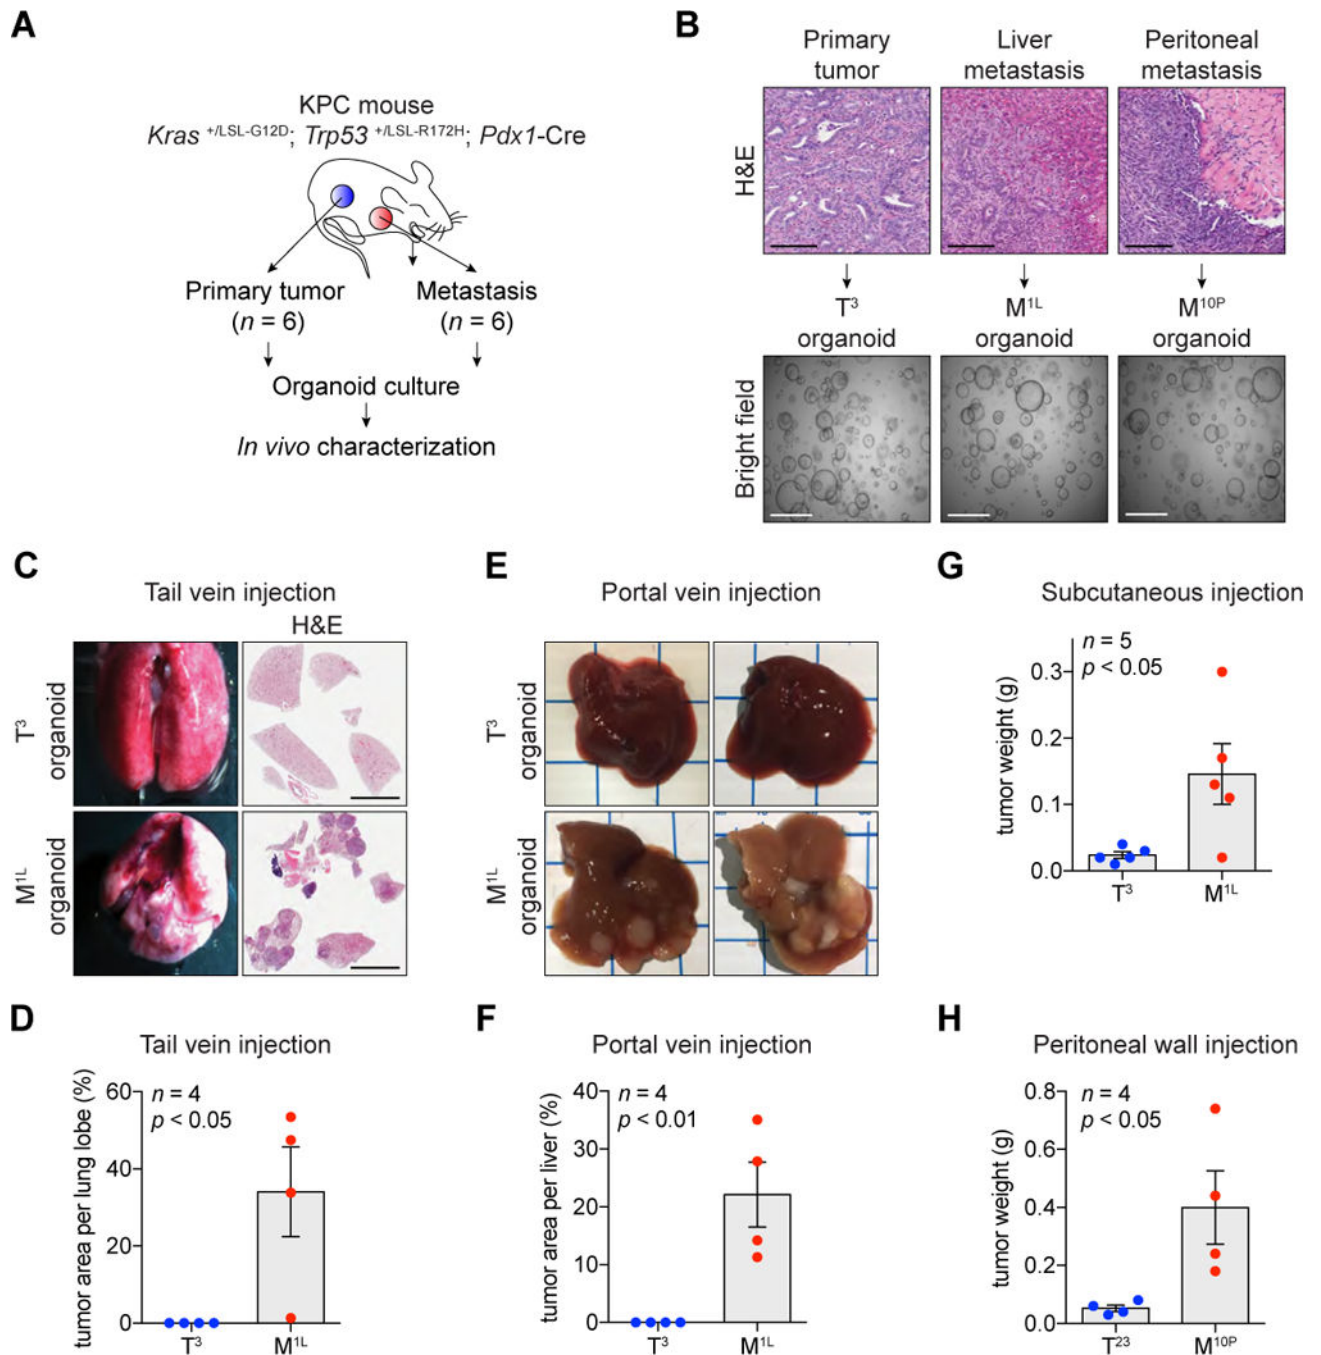 A
KPC mouse
Kras +/LSL-G12D; Trp53 +/LSL-R172H; Pdx1-Cre
Primary tumor
(n = 6)
Metastasis
(n = 6)
Organoid culture
In vivo characterization
B
Primary
tumor
Liver
metastasis
Peritoneal
metastasis
H&E
T3
organoid
M1L
organoid
M10P
organoid
Bright field
C
Tail vein injection
H&E
T3
organoid
M1L
organoid
E
Portal vein injection
T3
organoid
M1L
organoid
G
Subcutaneous injection
n = 5
p < 0.05
tumor weight (g)
0.3
0.2
0.1
0.0
T3
M1L
D
Tail vein injection
n = 4
p < 0.05
tumor area per lung lobe (%)
60
40
20
0
T3
M1L
F
Portal vein injection
n = 4
p < 0.01
tumor area per liver (%)
40
30
20
10
0
T3
M1L
H
Peritoneal wall injection
n = 4
p < 0.05
tumor weight (g)
0.8
0.6
0.4
0.2
0.0
T23
M10P